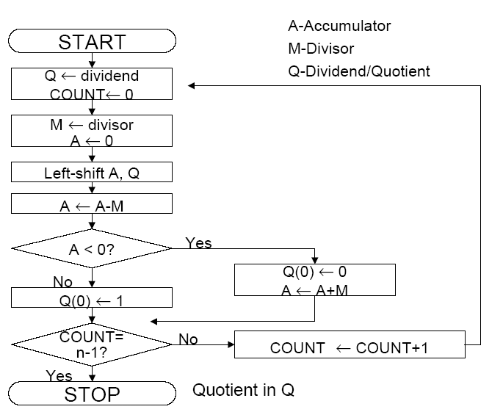 A-Accumulator
M-Divisor
Q-Dividend/Quotient
START
Q ← dividend
COUNT← 0
M ← divisor
A ← 0
Left-shift A, Q
A ← A-M
A < 0?
Yes
No
Q(0) ← 0
A ← A+M
Q(0) ← 1
COUNT=
n-1?
No
COUNT ← COUNT+1
Yes
STOP
Quotient in Q